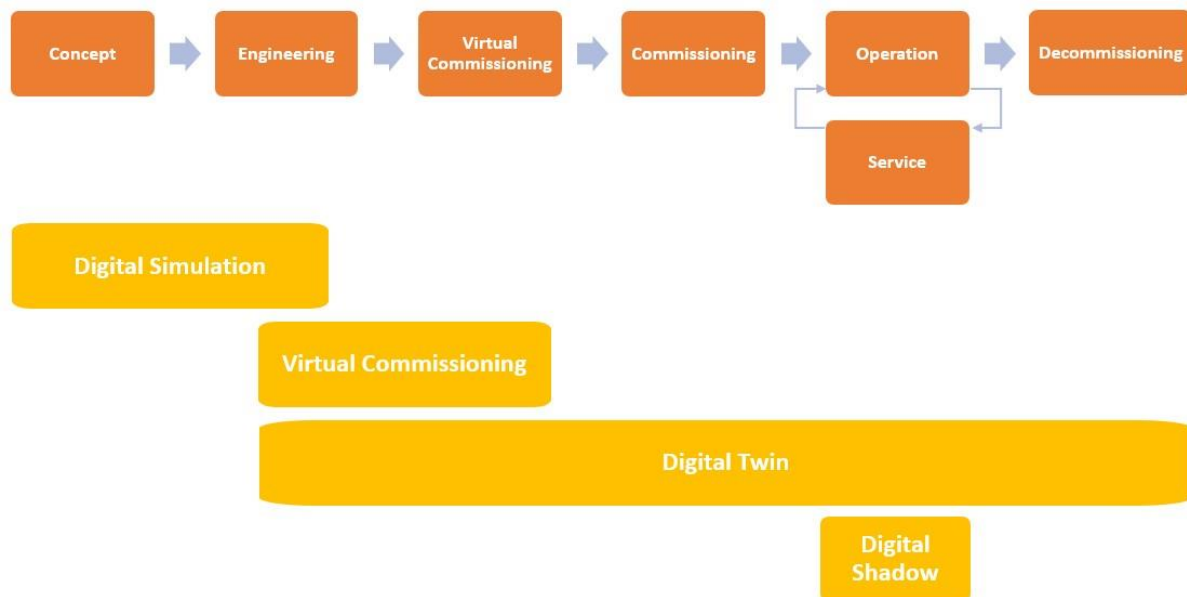 Concept
Engineering
Virtual
Commissioning
Commissioning
Operation
Decommissioning
Service
Digital Simulation
Virtual Commissioning
Digital Twin
Digital
Shadow